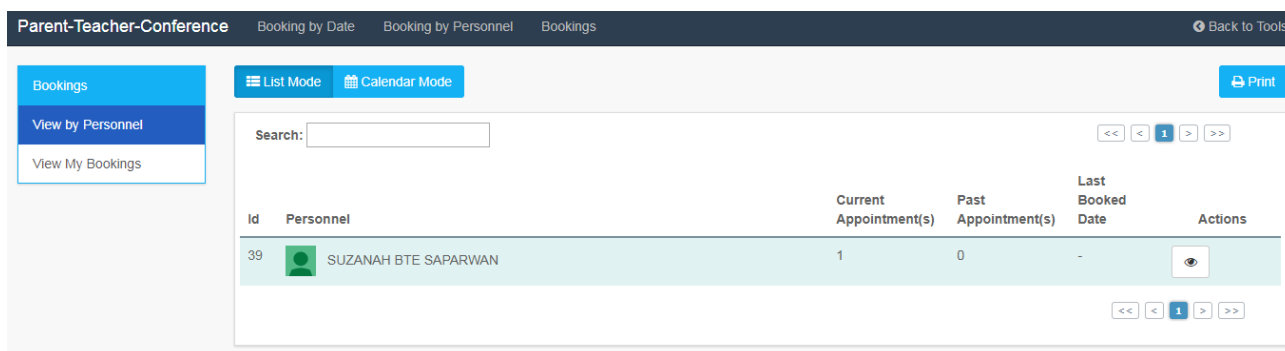 Parent-Teacher-Conference Booking by Date Booking by Personnel Bookings Back to Tools
Bookings
View by Personnel
View My Bookings
List Mode Calendar Mode Print
Search: << < 1 > >>
Id Personnel Current Appointment(s) Past Appointment(s) Last Booked Date Actions
39 SUZANAH BTE SAPARWAN 1 0 -
<< < 1 > >>